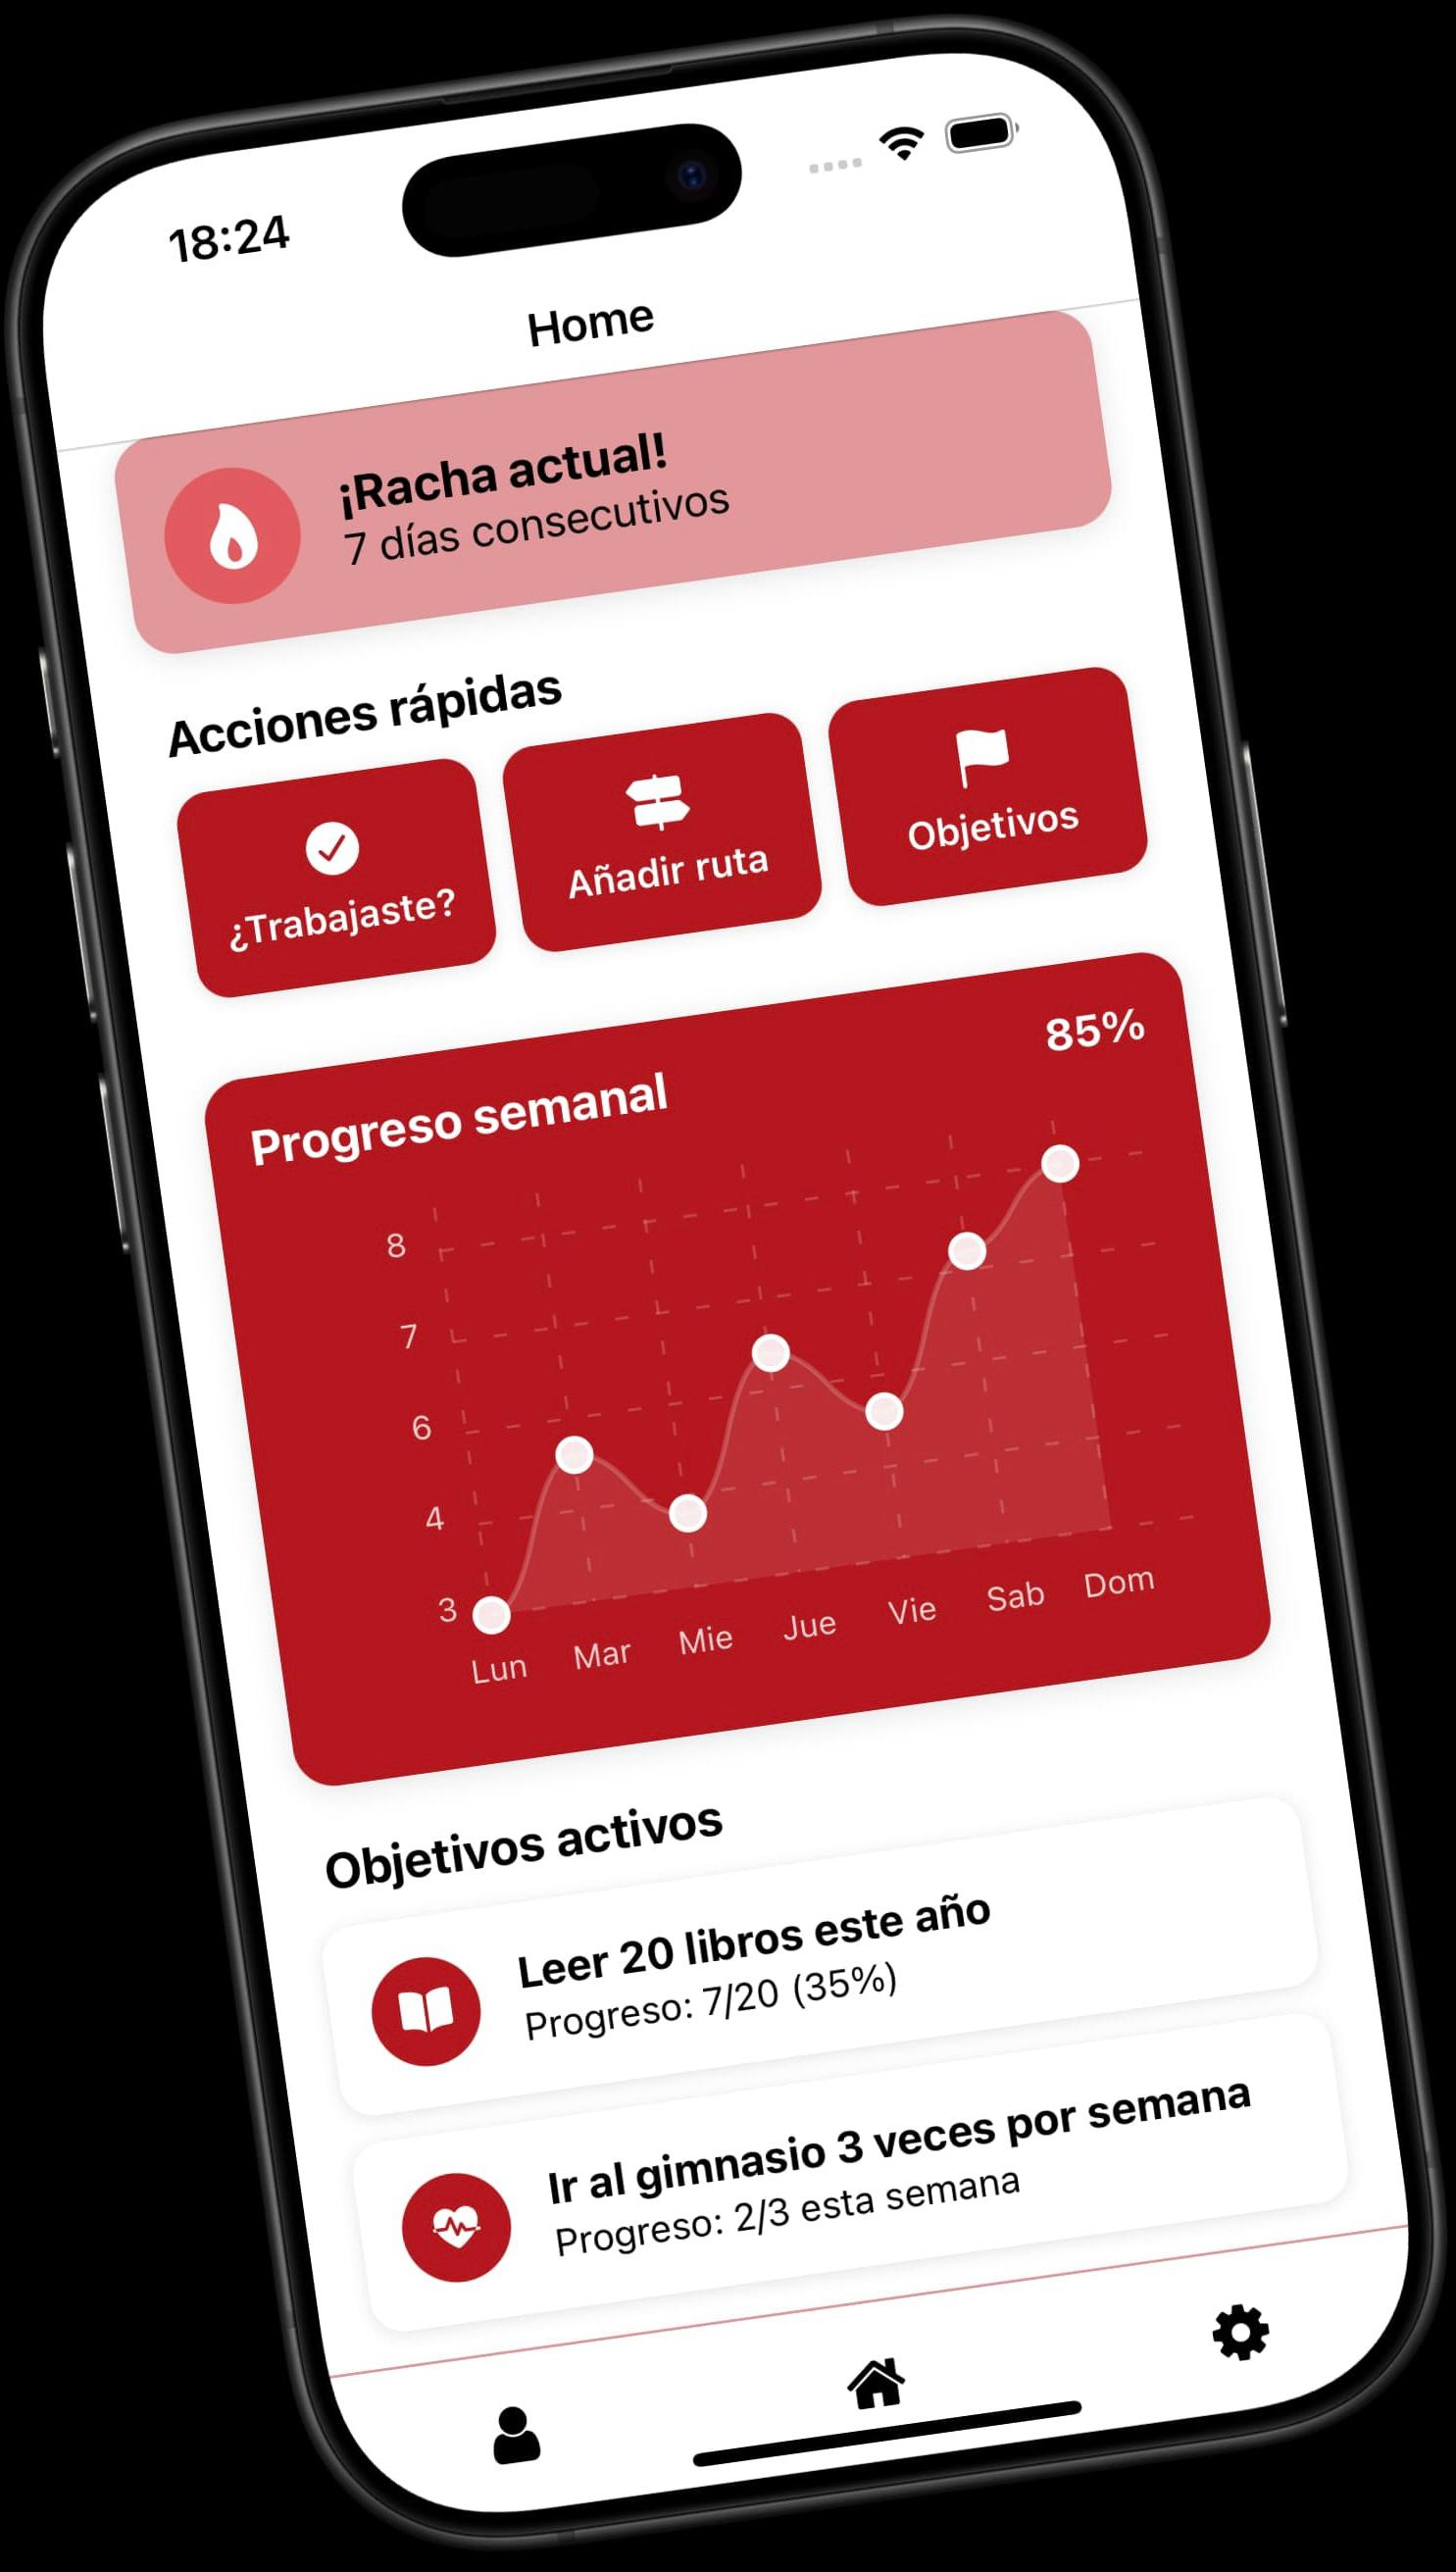 18:24
Home
¡Racha actual!
7 días consecutivos
Acciones rápidas
¿Trabajaste?
Añadir ruta
Objetivos
Progreso semanal
85%
8
7
6
4
3
Lun Mar Mie Jue Vie Sab Dom
Objetivos activos
Leer 20 libros este año
Progreso: 7/20 (35%)
Ir al gimnasio 3 veces por semana
Progreso: 2/3 esta semana